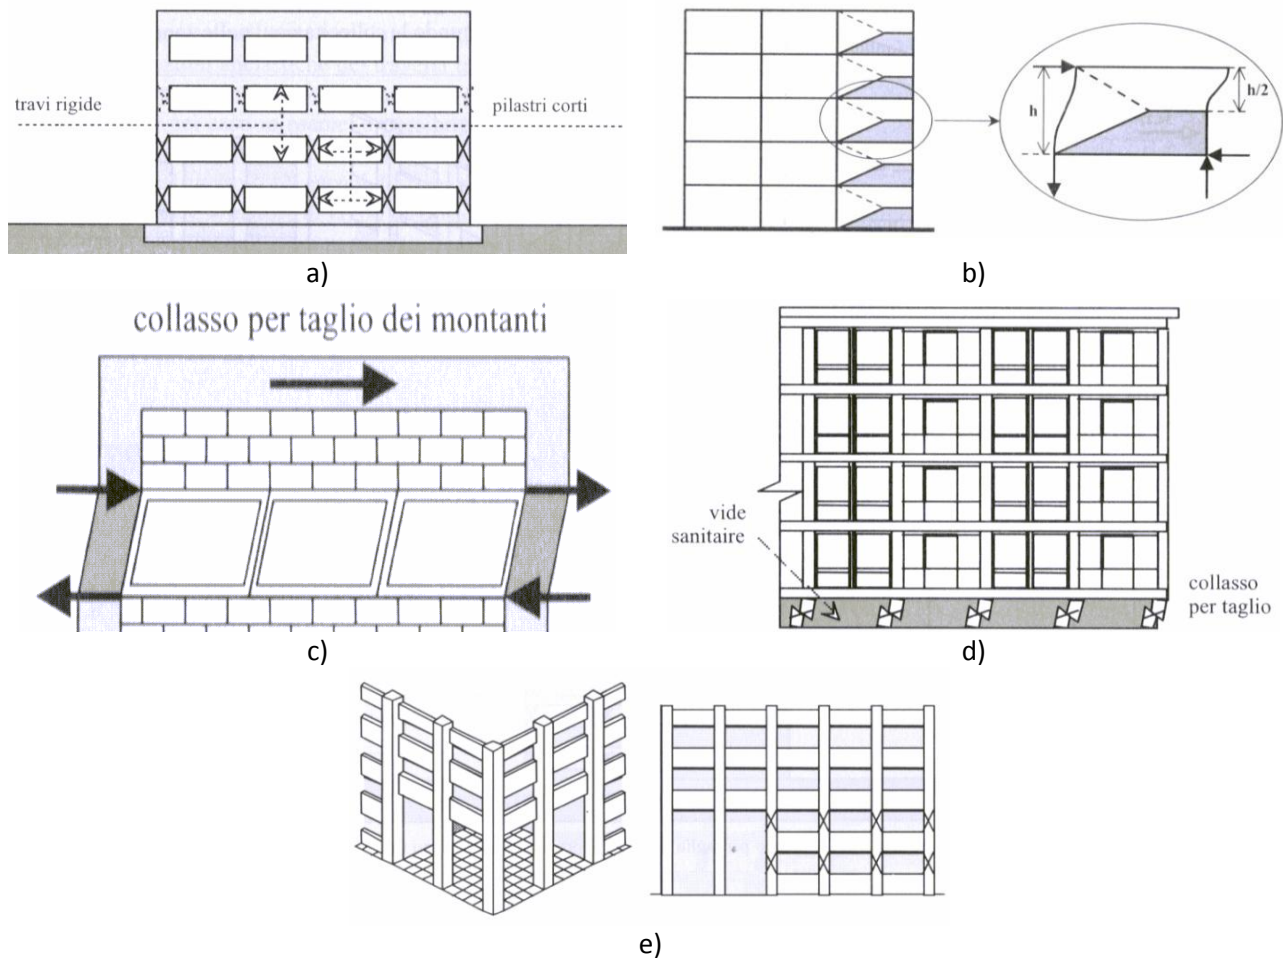 travi rigide
pilastri corti
a)
h
h/2
b)
collasso per taglio dei montanti
c)
vide
sanitaire
collasso
per taglio
d)
e)